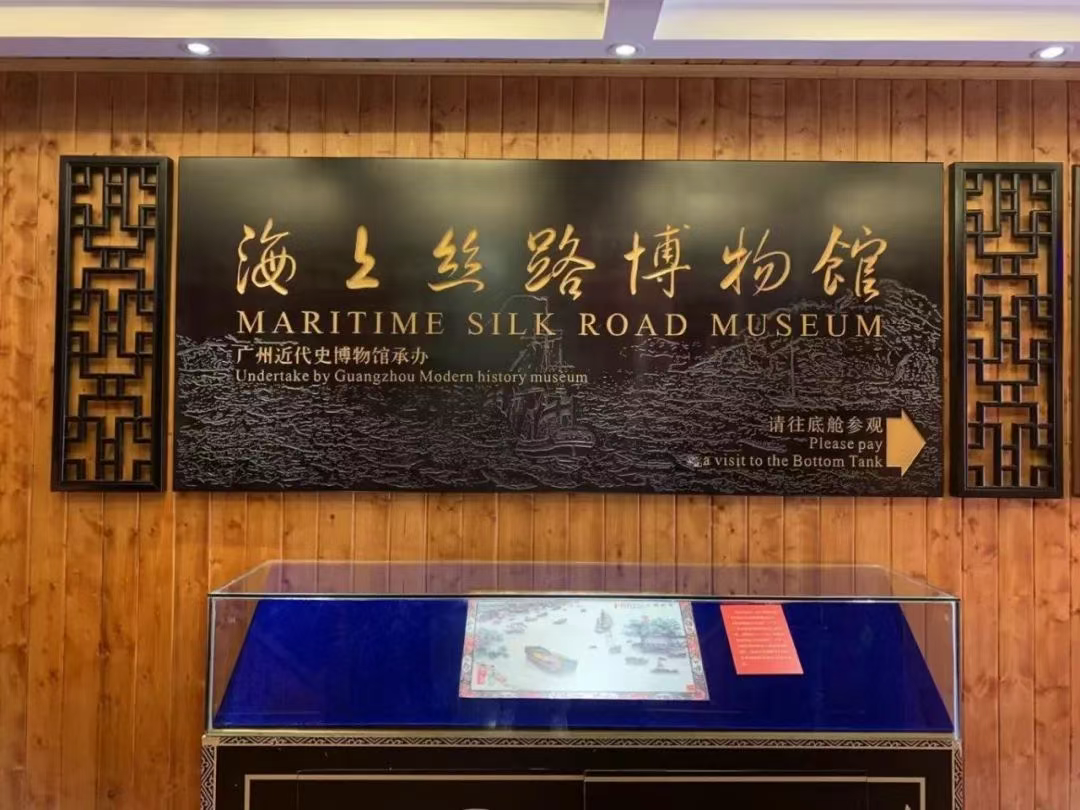 海上丝路博物馆
MARITIME SILK ROAD MUSEUM
广州近代史博物馆承办
Undertake by Guangzhou Modern history museum
请往底舱参观
Please pay
a visit to the Bottom Tank